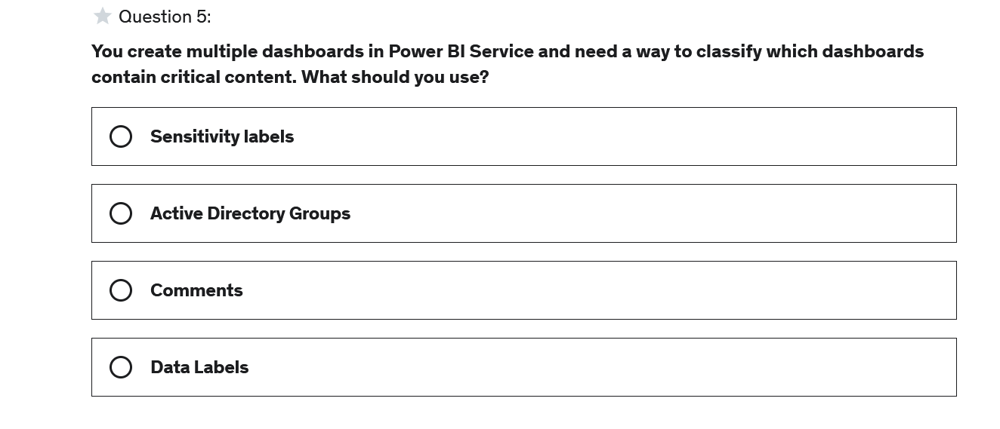 Question 5:
You create multiple dashboards in Power BI Service and need a way to classify which dashboards
contain critical content. What should you use?
Sensitivity labels
Active Directory Groups
Comments
Data Labels